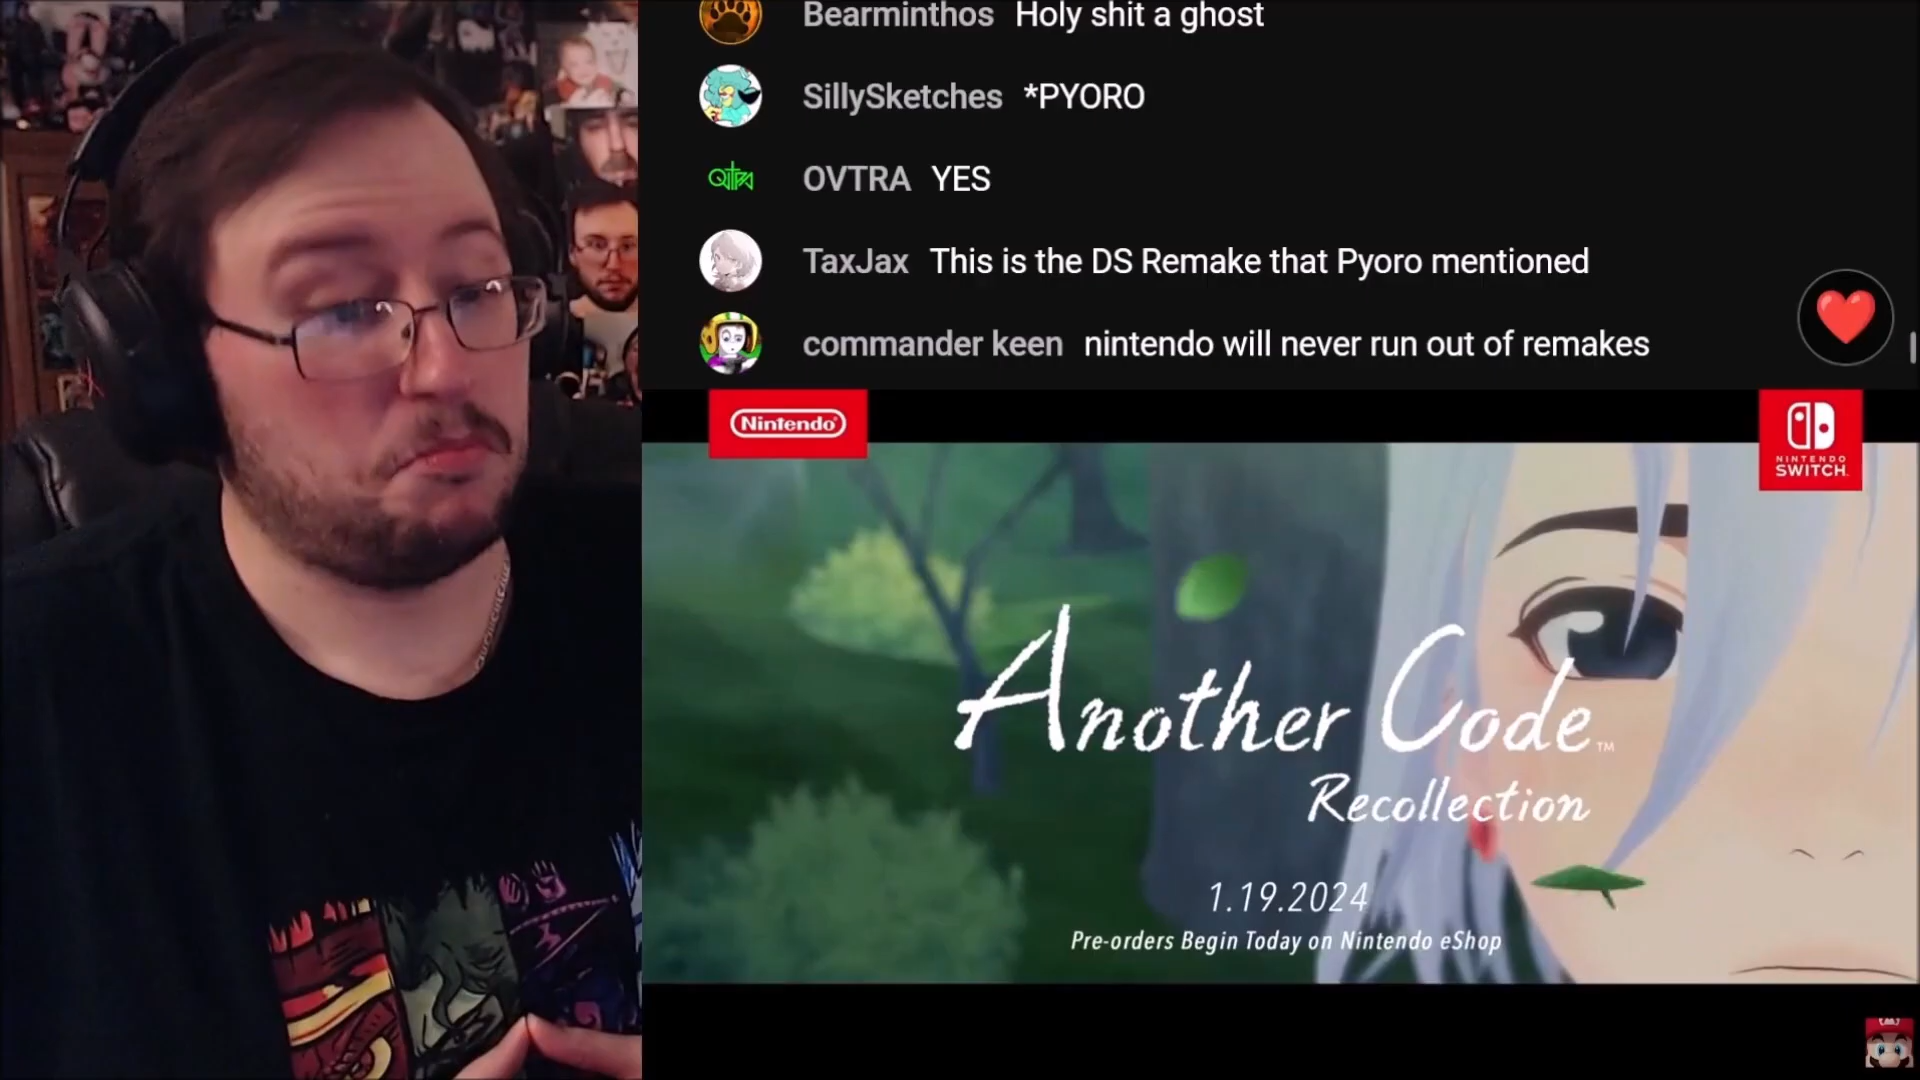 Bearminthos Holy shit a ghost
SillySketches *PYORO
OVTRA
OVTRA YES
TaxJax This is the DS Remake that Pyoro mentioned
commander keen nintendo will never run out of remakes
Nintendo
NINTENDO
SWITCH
Another Code™
Recollection
1.19.2024
Pre-orders Begin Today on Nintendo eShop